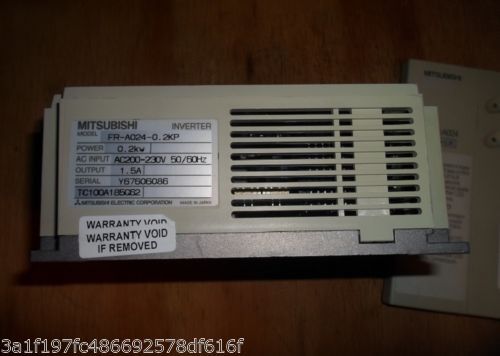 MITSUBISHI INVERTER
MODEL FR-A024-0.2KP
POWER 0.2kw
AC INPUT AC200-230V 50/60Hz
OUTPUT 1.5A
SERIAL Y67606086
TC100A185G62
MITSUBISHI ELECTRIC CORPORATION MADE IN JAPAN
WARRANTY VOID
WARRANTY VOID
IF REMOVED
MITSUBISHI
3a1f197fc486692578df616f